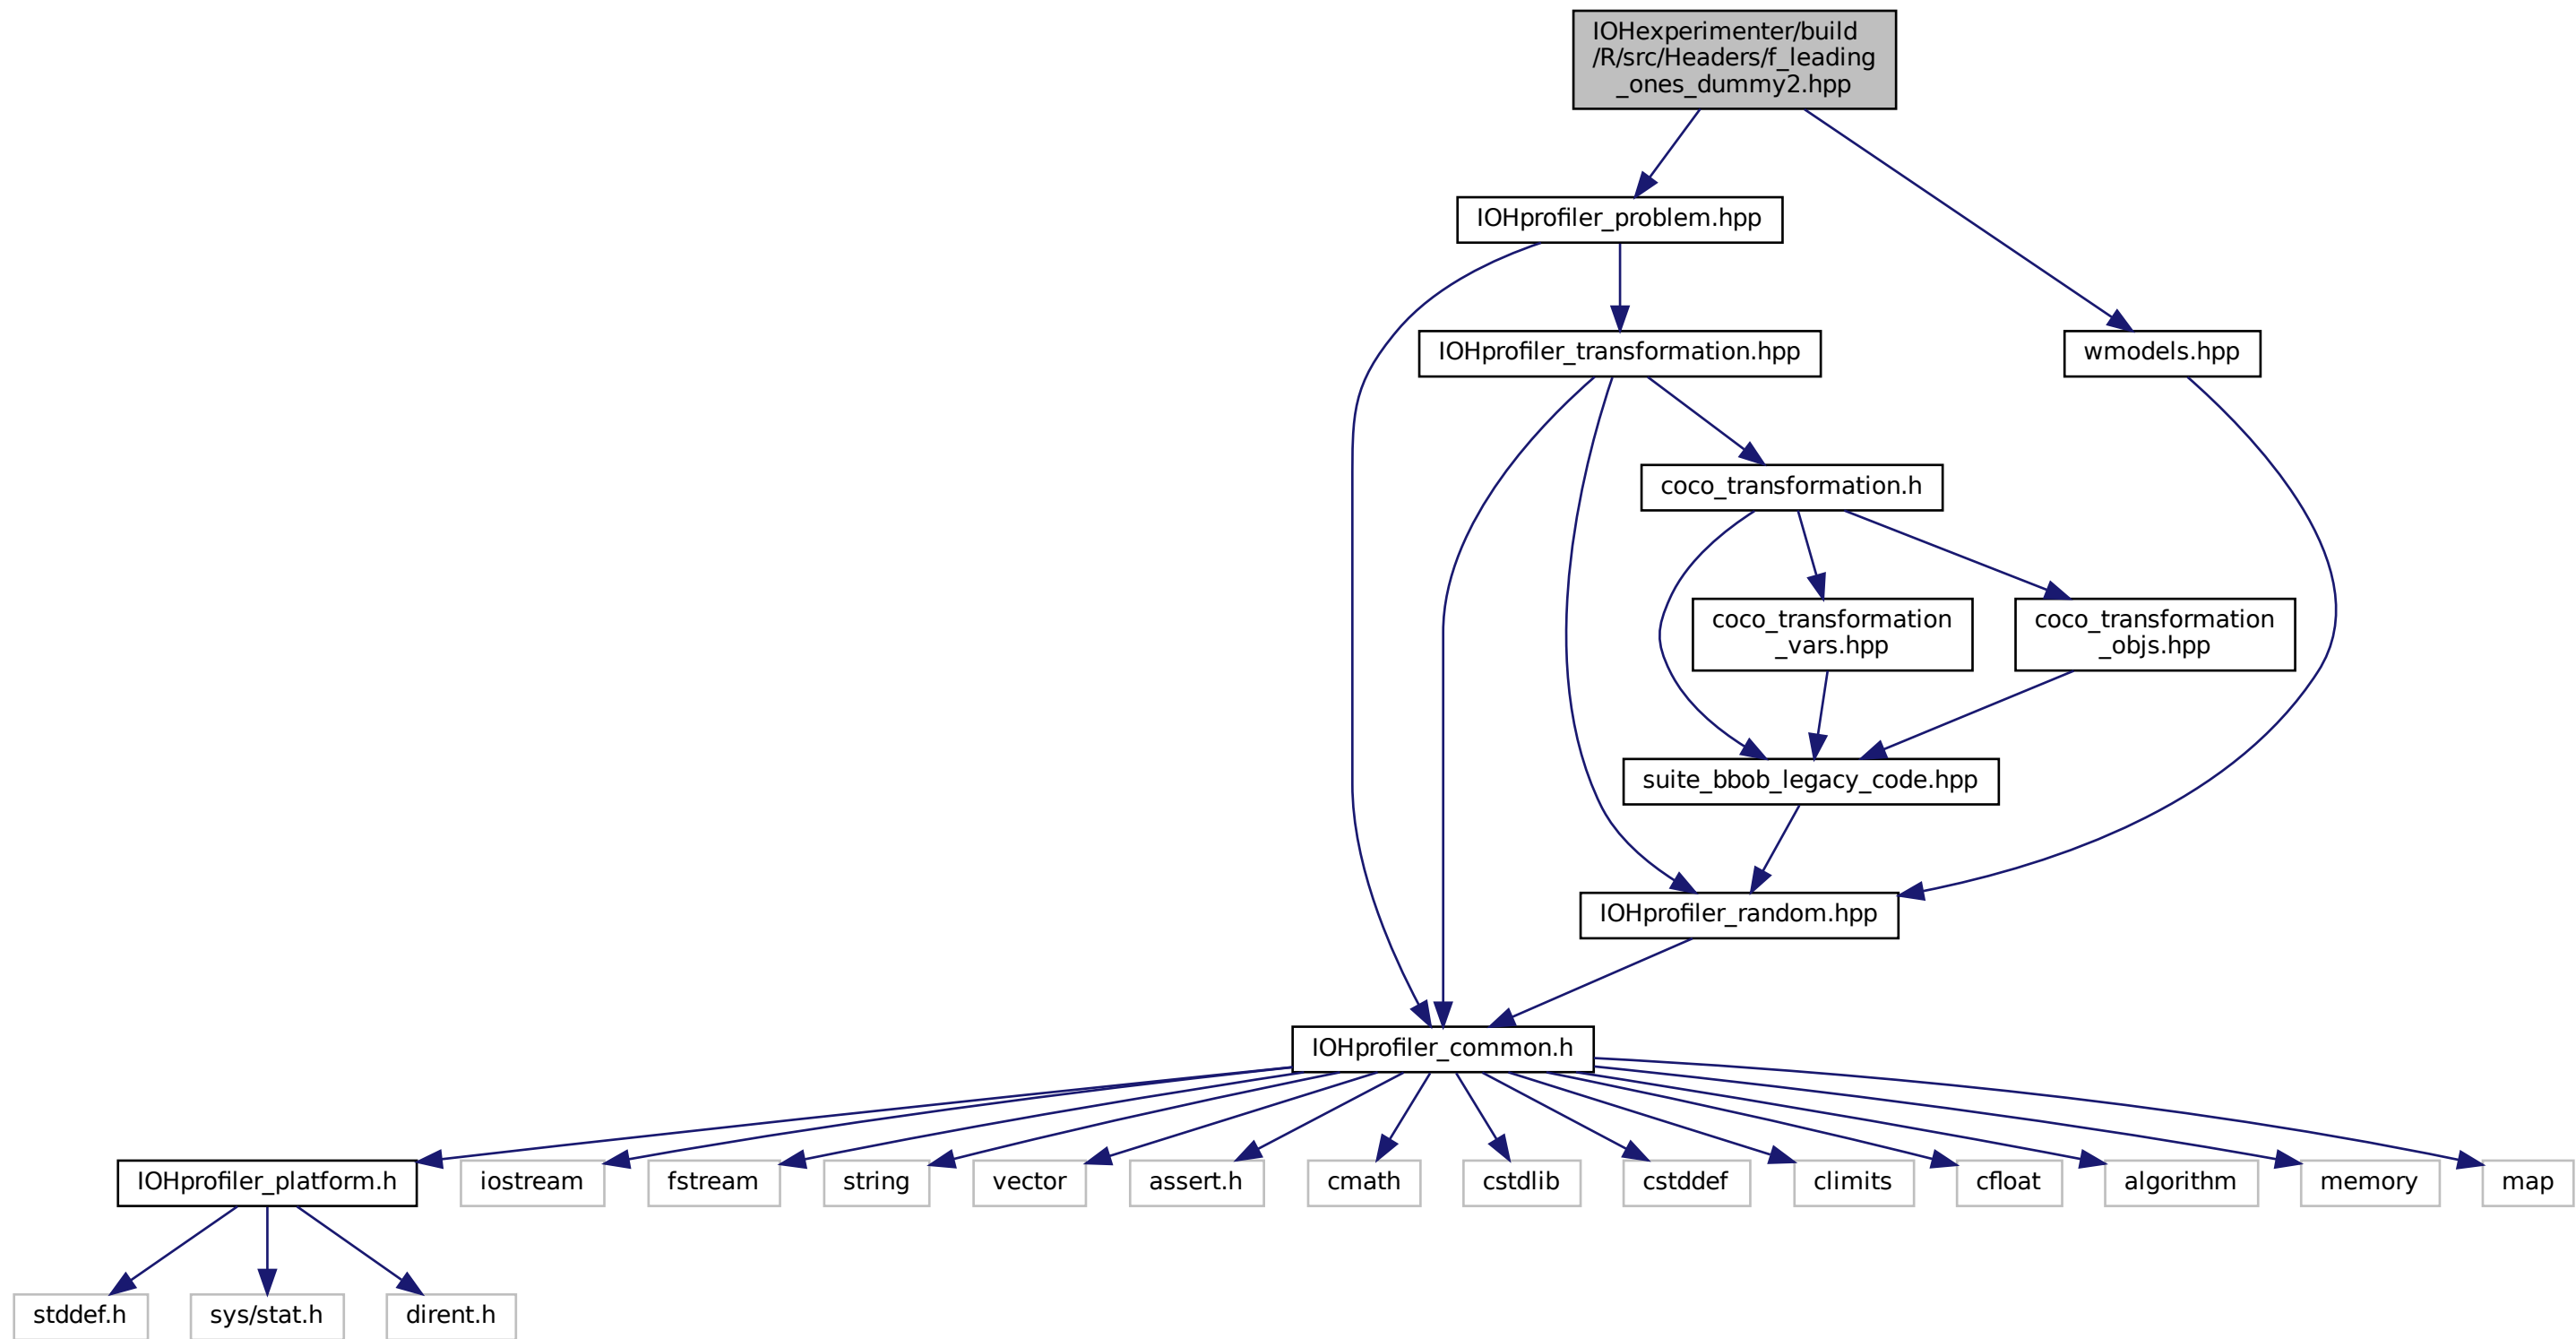 IOHexperimenter/build
/R/src/Headers/f_leading
_ones_dummy2.hpp
IOHprofiler_problem.hpp
IOHprofiler_transformation.hpp
wmodels.hpp
coco_transformation.h
coco_transformation
_vars.hpp
coco_transformation
_objs.hpp
suite_bbob_legacy_code.hpp
IOHprofiler_random.hpp
IOHprofiler_common.h
IOHprofiler_platform.h
iostream
fstream
string
vector
assert.h
cmath
cstdlib
cstddef
climits
cfloat
algorithm
memory
map
stddef.h
sys/stat.h
dirent.h